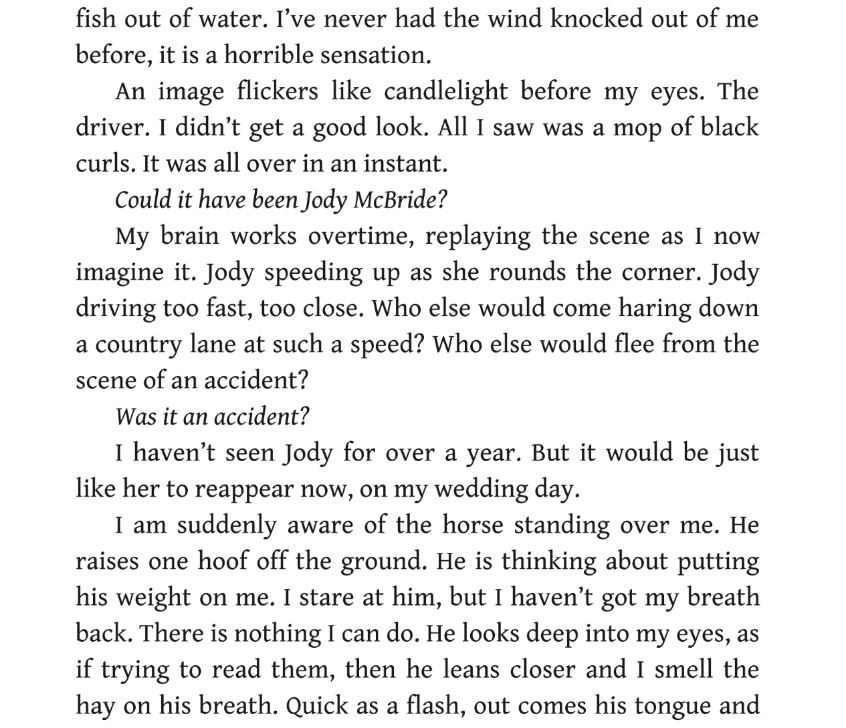 fish out of water. I’ve never had the wind knocked out of me
before, it is a horrible sensation.
An image flickers like candlelight before my eyes. The
driver. I didn’t get a good look. All I saw was a mop of black
curls. It was all over in an instant.
Could it have been Jody McBride?
My brain works overtime, replaying the scene as I now
imagine it. Jody speeding up as she rounds the corner. Jody
driving too fast, too close. Who else would come haring down
a country lane at such a speed? Who else would flee from the
scene of an accident?
Was it an accident?
I haven’t seen Jody for over a year. But it would be just
like her to reappear now, on my wedding day.
I am suddenly aware of the horse standing over me. He
raises one hoof off the ground. He is thinking about putting
his weight on me. I stare at him, but I haven’t got my breath
back. There is nothing I can do. He looks deep into my eyes, as
if trying to read them, then he leans closer and I smell the
hay on his breath. Quick as a flash, out comes his tongue and